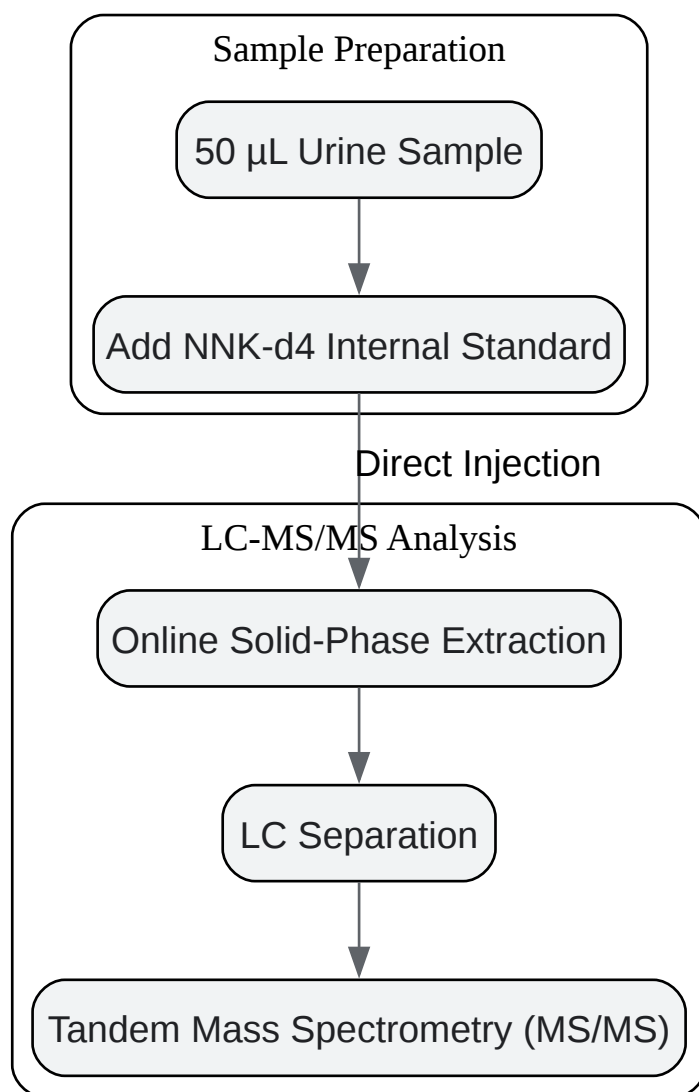 Sample Preparation
50 µL Urine Sample
Add NNK-d4 Internal Standard
Direct Injection
LC-MS/MS Analysis
Online Solid-Phase Extraction
LC Separation
Tandem Mass Spectrometry (MS/MS)